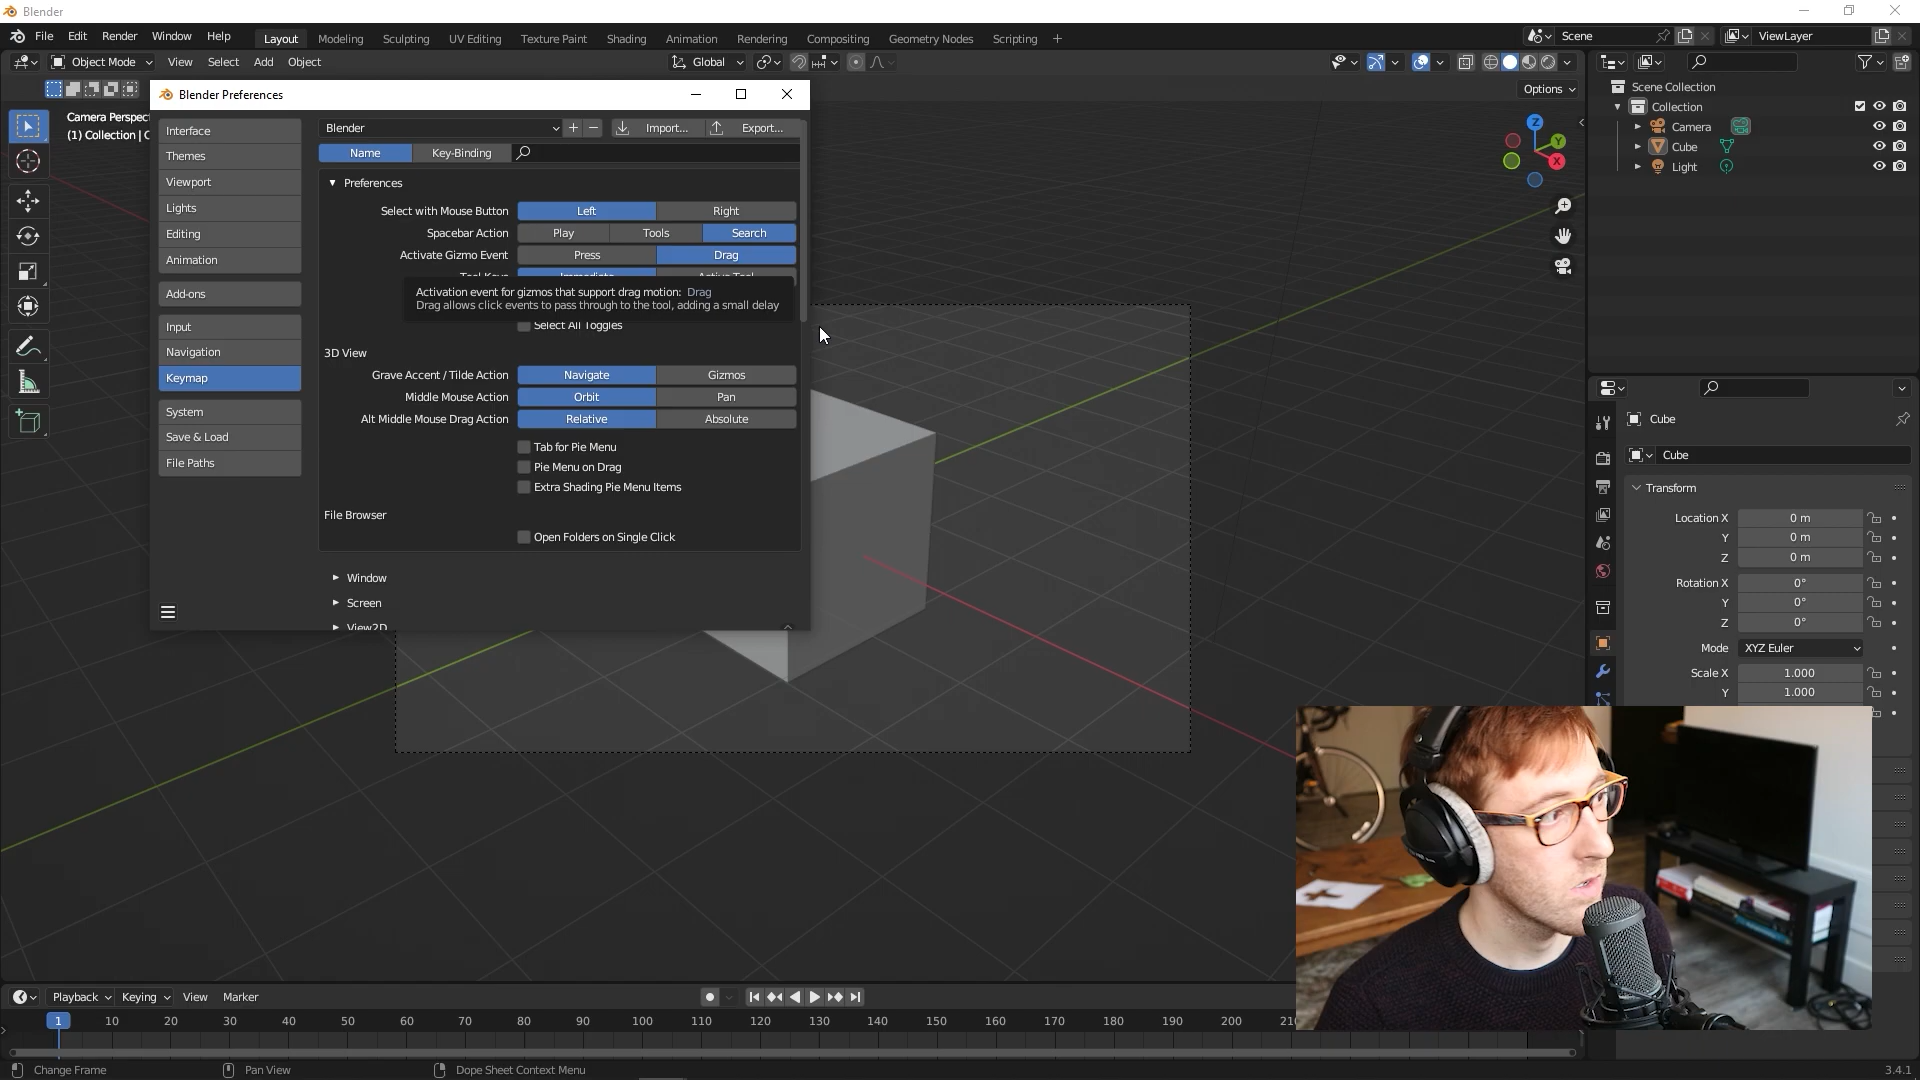 Blender
File Edit Render Window Help Layout Modeling Sculpting UV Editing Texture Paint Shading Animation Rendering Compositing Geometry Nodes Scripting + Scene ViewLayer
Object Mode View Select Add Object Global
Options
Camera Perspec
(1) Collection | C
Blender Preferences
Interface
Themes
Viewport
Lights
Editing
Animation
Add-ons
Input
Navigation
Keymap
System
Save & Load
File Paths
Blender Import... Export...
Name Key-Binding
Preferences
Select with Mouse Button Left Right
Spacebar Action Play Tools Search
Activate Gizmo Event Press Drag
Activation event for gizmos that support drag motion: Drag
Drag allows click events to pass through to the tool, adding a small delay
Select All Toggles
3D View
Grave Accent / Tilde Action Navigate Gizmos
Middle Mouse Action Orbit Pan
Alt Middle Mouse Drag Action Relative Absolute
Tab for Pie Menu
Pie Menu on Drag
Extra Shading Pie Menu Items
File Browser
Open Folders on Single Click
Window
Screen
View2D
Z
Y
X
Scene Collection
Collection
Camera
Cube
Light
Cube
Cube
Transform
Location X 0 m
Y 0 m
Z 0 m
Rotation X 0°
Y 0°
Z 0°
Mode XYZ Euler
Scale X 1.000
Y 1.000
Playback Keying View Marker
1 10 20 30 40 50 60 70 80 90 100 110 120 130 140 150 160 170 180 190 200
Change Frame Pan View Dope Sheet Context Menu 3.4.1